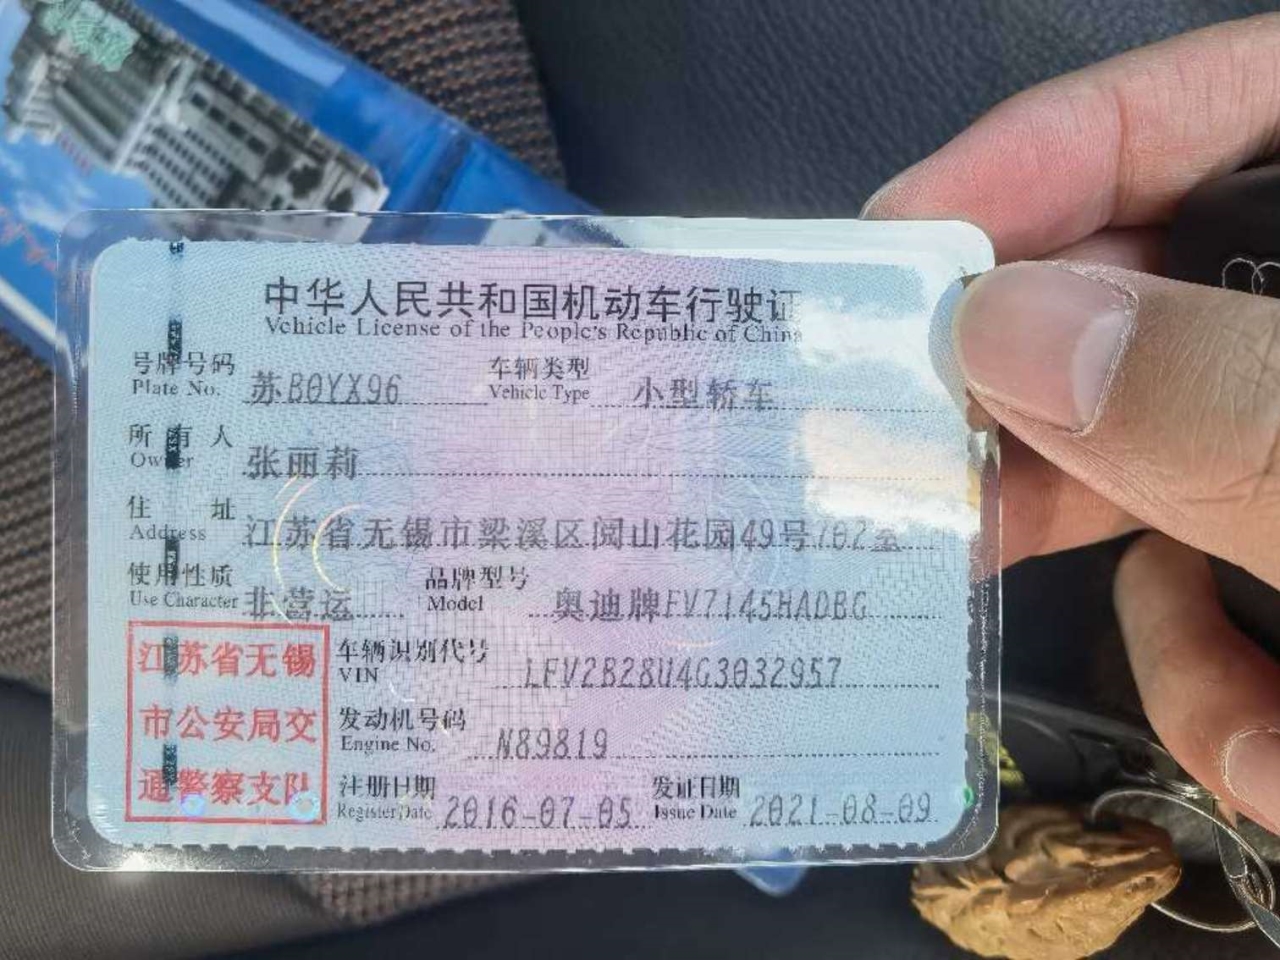 中华人民共和国机动车行驶证
Vehicle License of the People's Republic of China
号牌号码 苏B0YX96 车辆类型 小型轿车
Plate No. Vehicle Type
所有人 张丽莉
Owner
住址 江苏省无锡市梁溪区阅山花园49号702室
Address
使用性质 非营运 品牌型号 奥迪牌FV7145HADBG
Use Character Model
车辆识别代号 LFV2B28U4G3032957
VIN
发动机号码 N89819
Engine No.
注册日期 2016-07-05 发证日期 2021-08-09
Register Date Issue Date
江苏省无锡
市公安局交
通警察支队